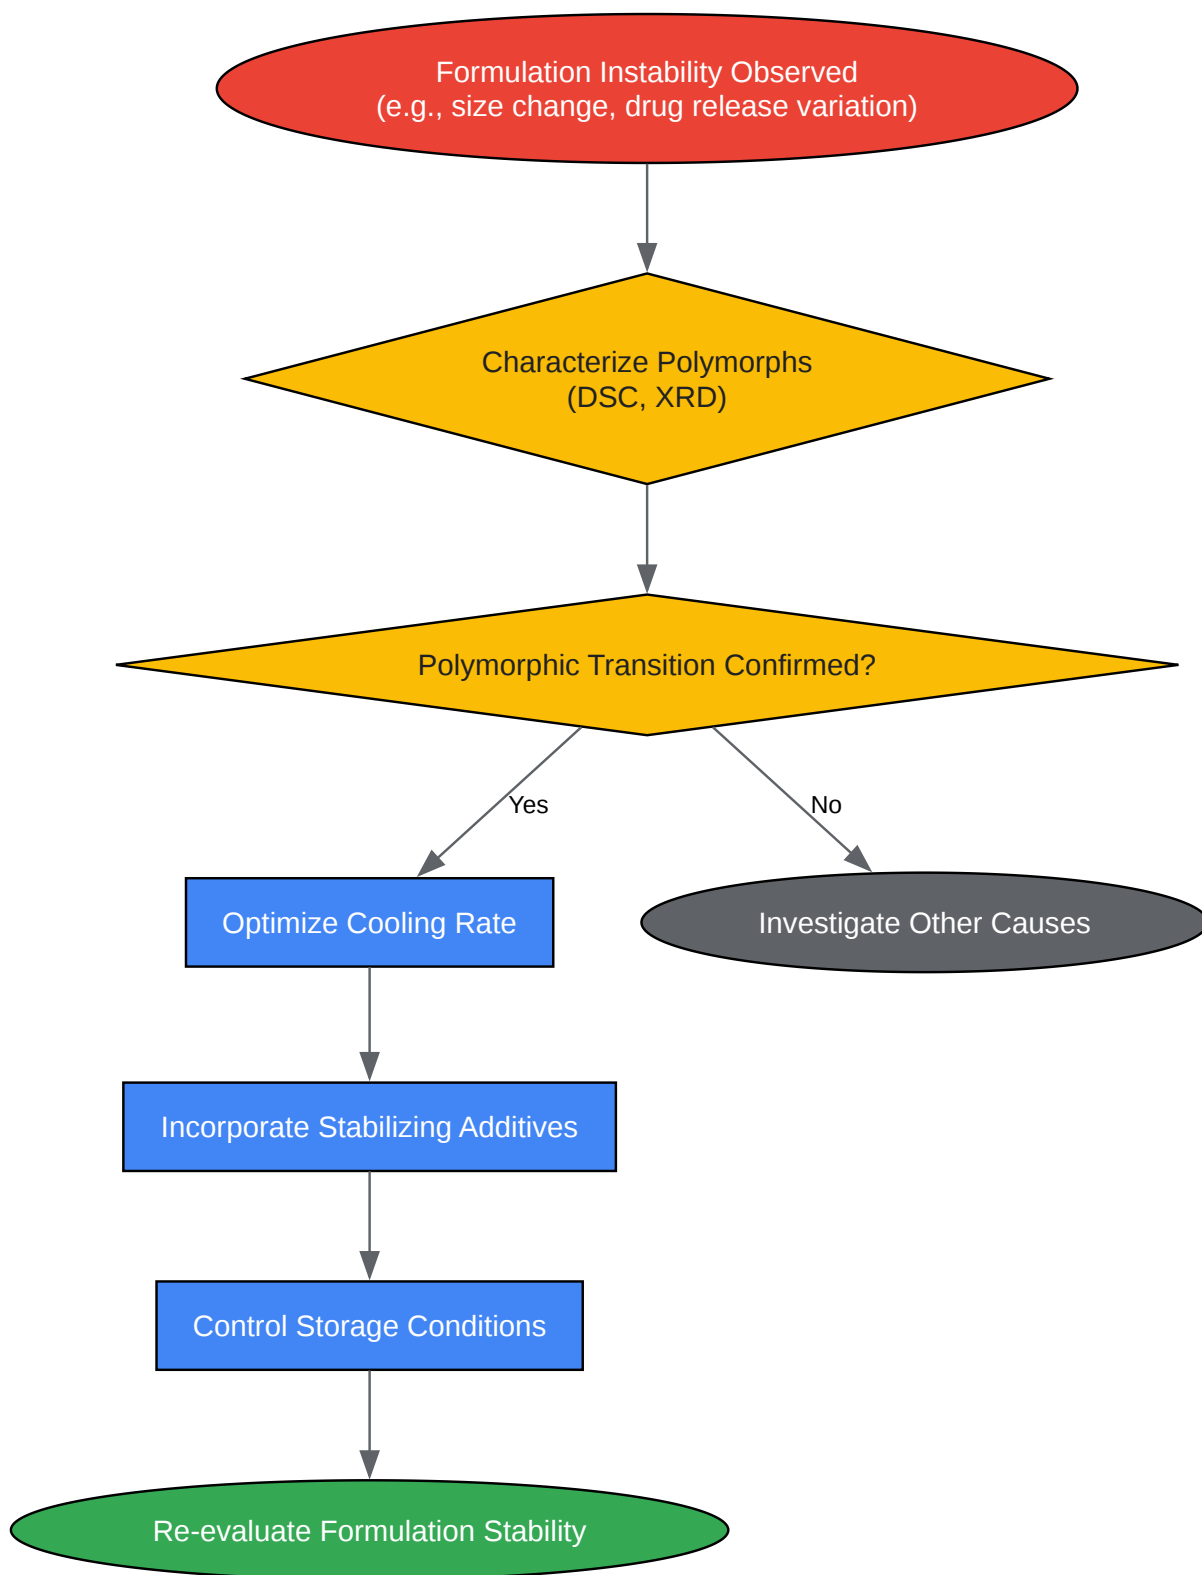 Formulation Instability Observed
(e.g., size change, drug release variation)
Characterize Polymorphs
(DSC, XRD)
Polymorphic Transition Confirmed?
Yes
No
Optimize Cooling Rate
Investigate Other Causes
Incorporate Stabilizing Additives
Control Storage Conditions
Re-evaluate Formulation Stability